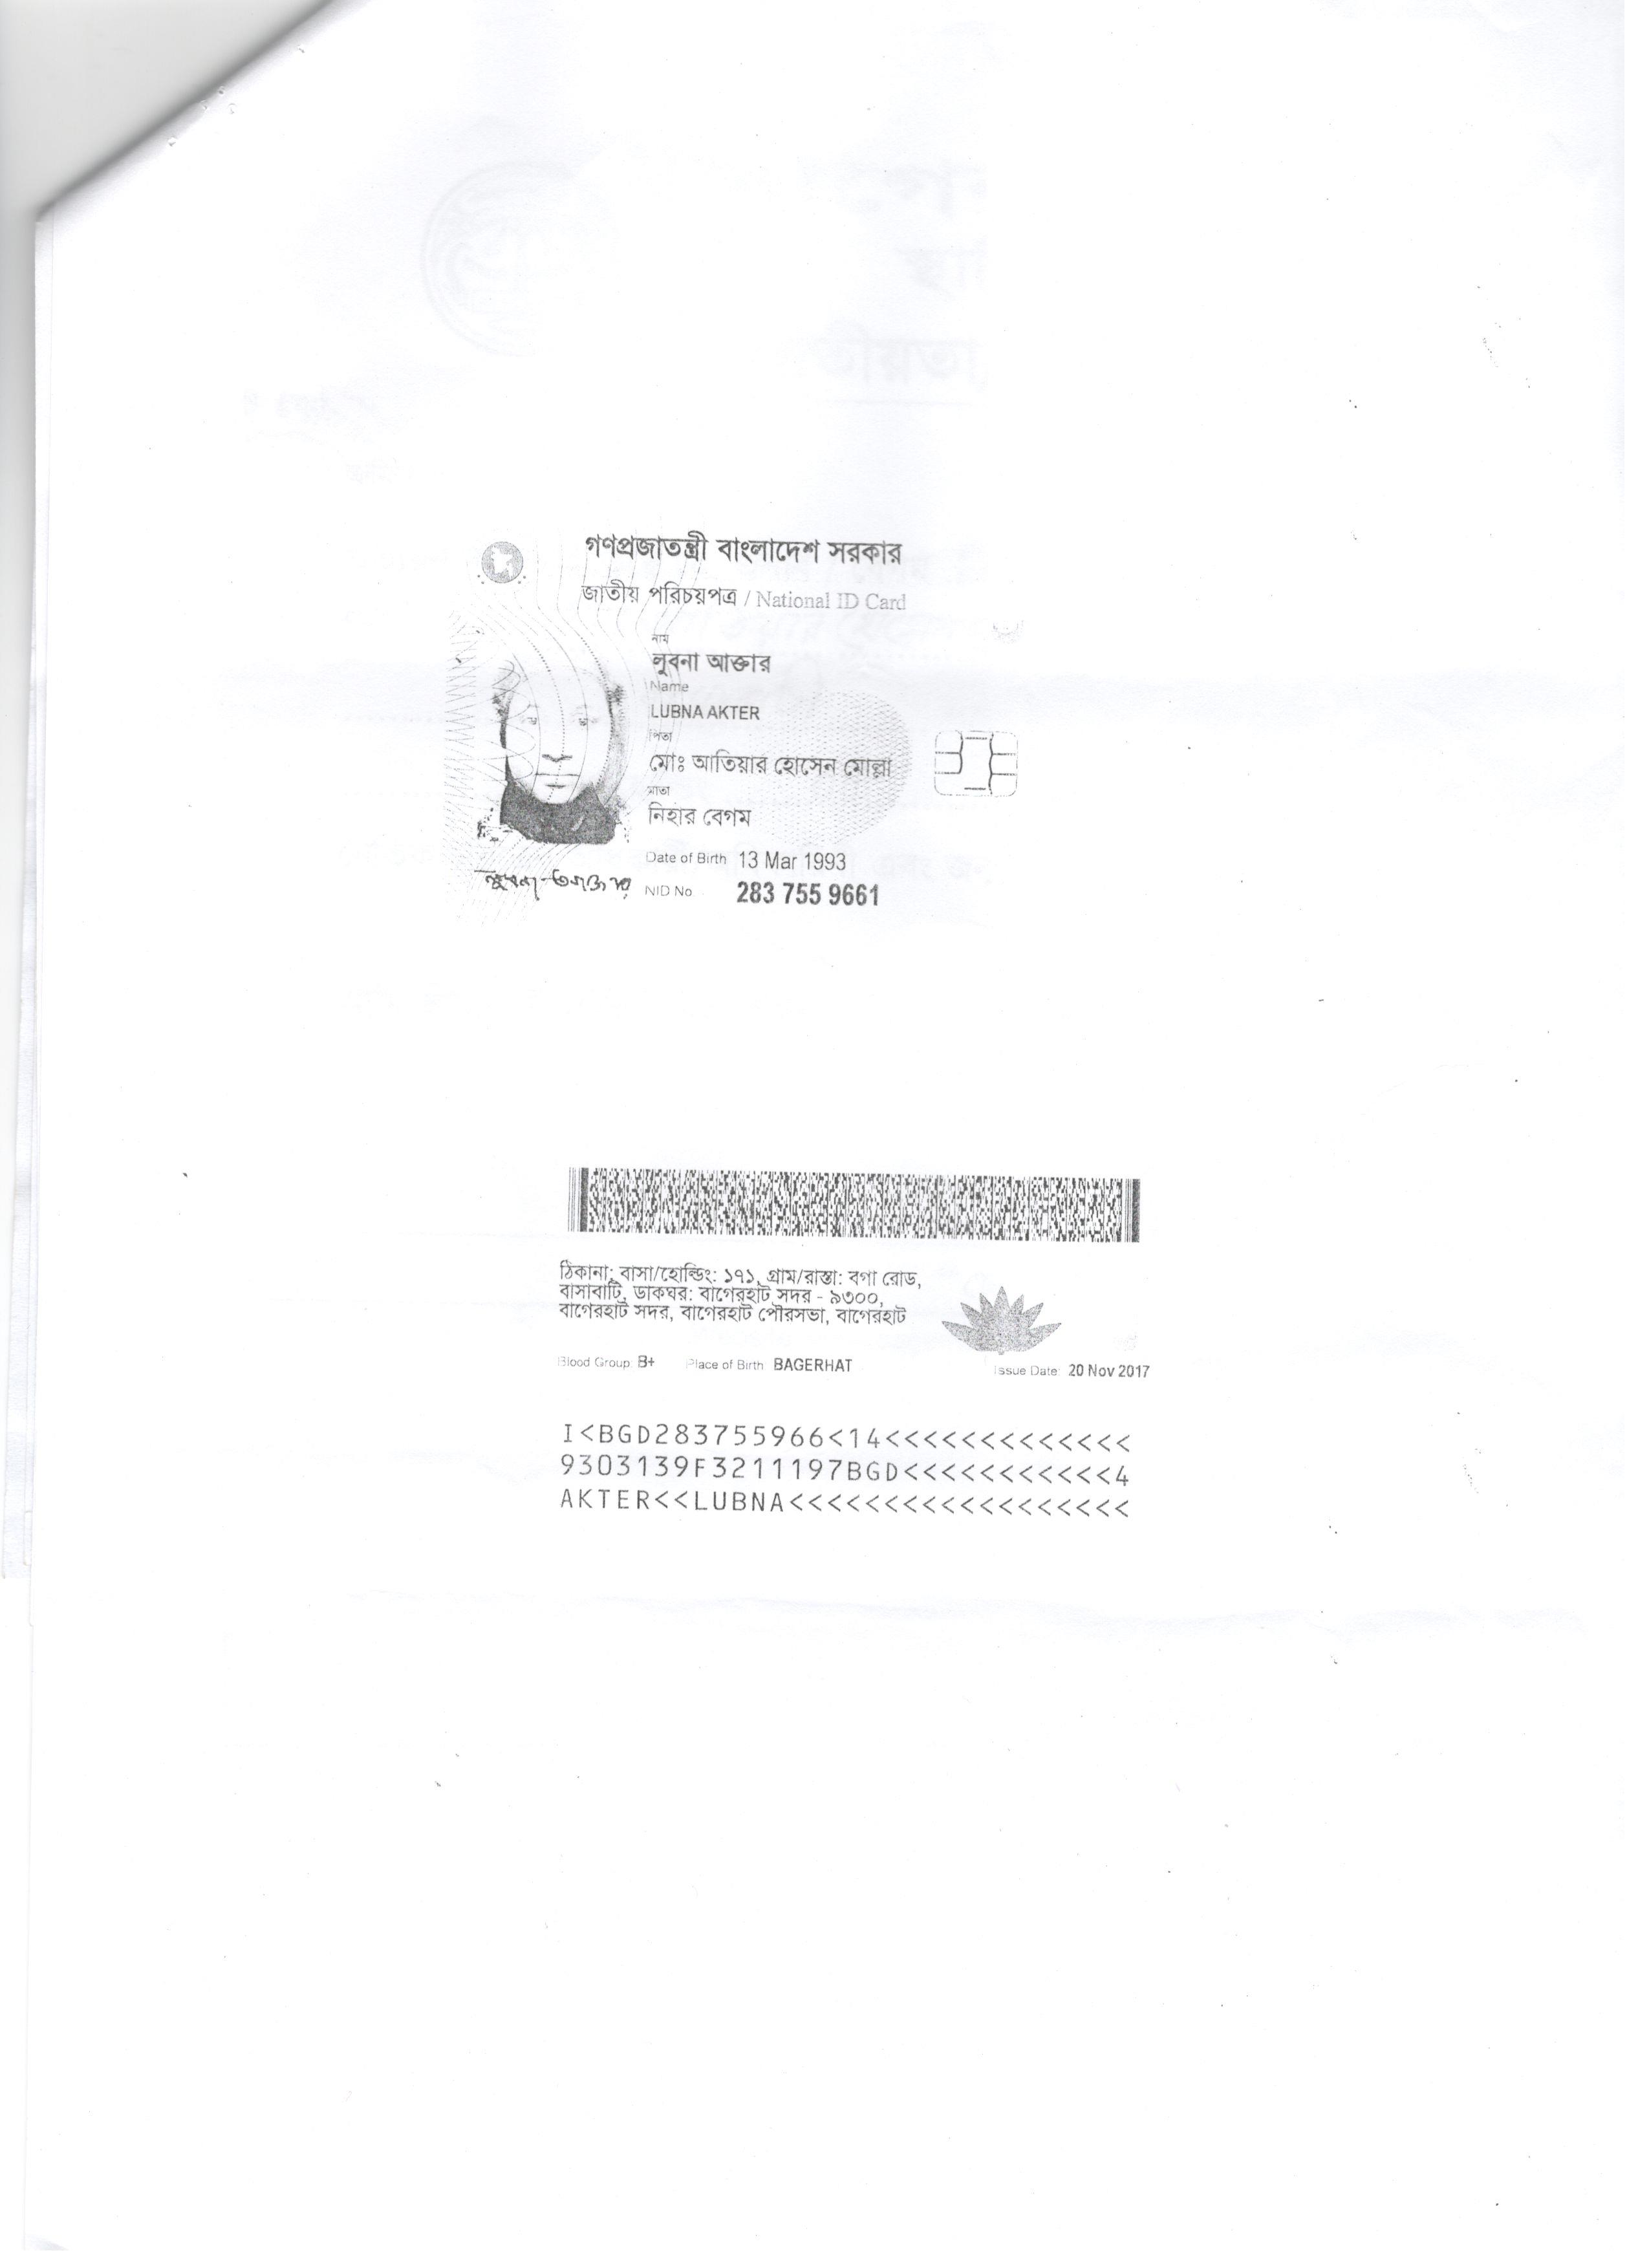 গণপ্রজাতন্ত্রী বাংলাদেশ সরকার
জাতীয় পরিচয়পত্র / National ID Card
নাম
লুবনা আক্তার
Name
LUBNA AKTER
পিতা
মোঃ আতিয়ার হোসেন মোল্লা
মাতা
নিহার বেগম
Date of Birth 13 Mar 1993
লুবনা আক্তার
NID No 283 755 9661
ঠিকানা: বাসা/হোল্ডিং: ১৭১, গ্রাম/রাস্তা: বগা রোড,
বাসাবাটি, ডাকঘর: বাগেরহাট সদর - ৯৩০০,
বাগেরহাট সদর, বাগেরহাট পৌরসভা, বাগেরহাট
Blood Group: B+ Place of Birth: BAGERHAT Issue Date: 20 Nov 2017
I<BGD283755966<14<<<<<<<<<<<<<
9303139F3211197BGD<<<<<<<<<<<4
AKTER<<LUBNA<<<<<<<<<<<<<<<<<<